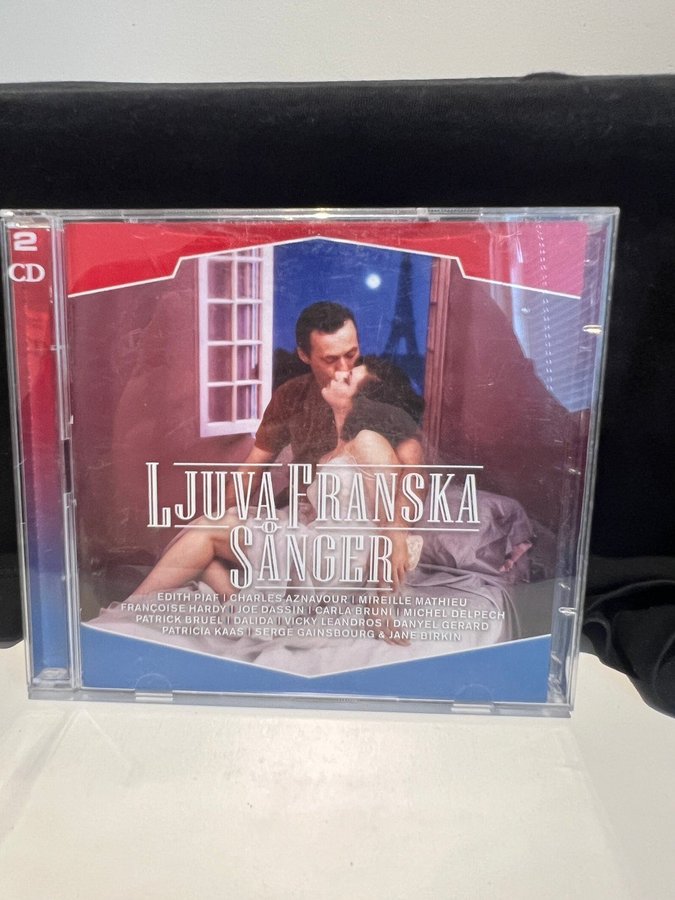 2
CD
LJUVA FRANSKA
SÅNGER
EDITH PIAF | CHARLES AZNAVOUR | MIREILLE MATHIEU
FRANÇOISE HARDY | JOE DASSIN | CARLA BRUNI | MICHEL DELPECH
PATRICK BRUEL | DALIDA | VICKY LEANDROS | DANYEL GERARD
PATRICIA KAAS | SERGE GAINSBOURG & JANE BIRKIN